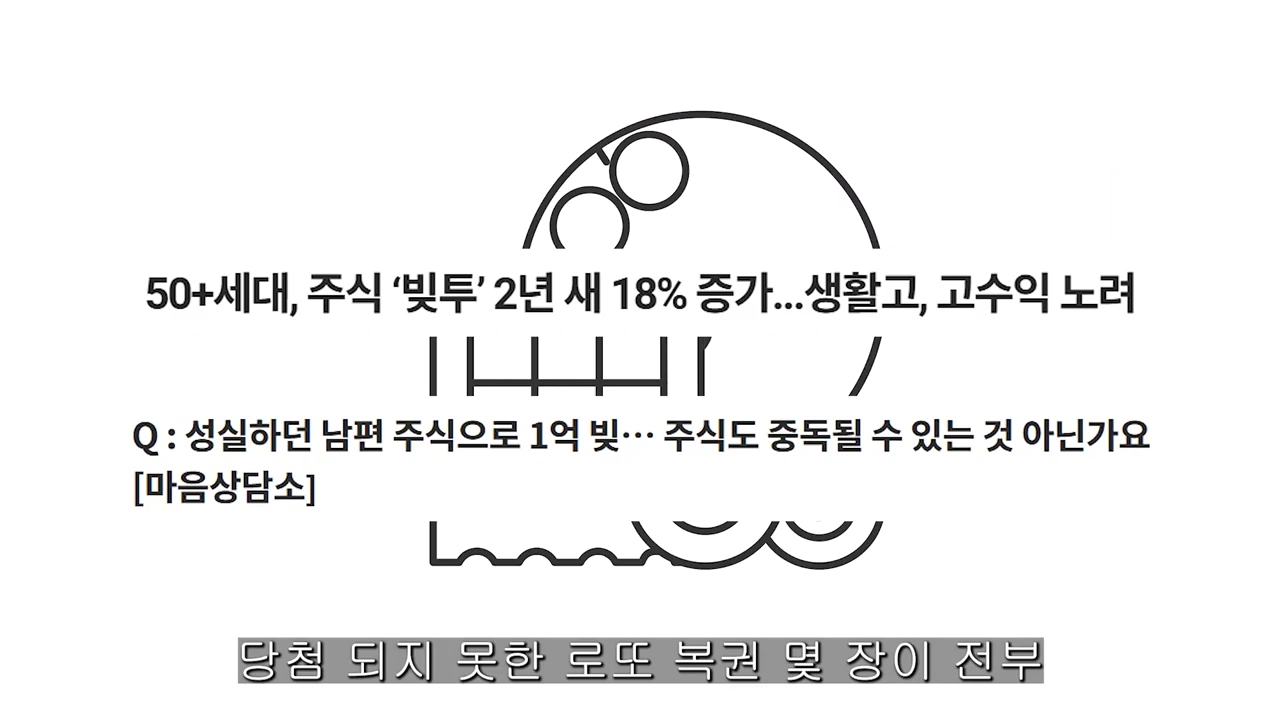 50+세대, 주식 ‘빚투’ 2년 새 18% 증가...생활고, 고수익 노려
Q : 성실하던 남편 주식으로 1억 빚… 주식도 중독될 수 있는 것 아닌가요
[마음상담소]
당첨 되지 못한 로또 복권 몇 장이 전부